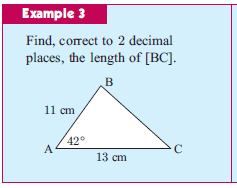 Example 3
Find, correct to 2 decimal
places, the length of [BC].
B
11 cm
42°
A
C
13 cm